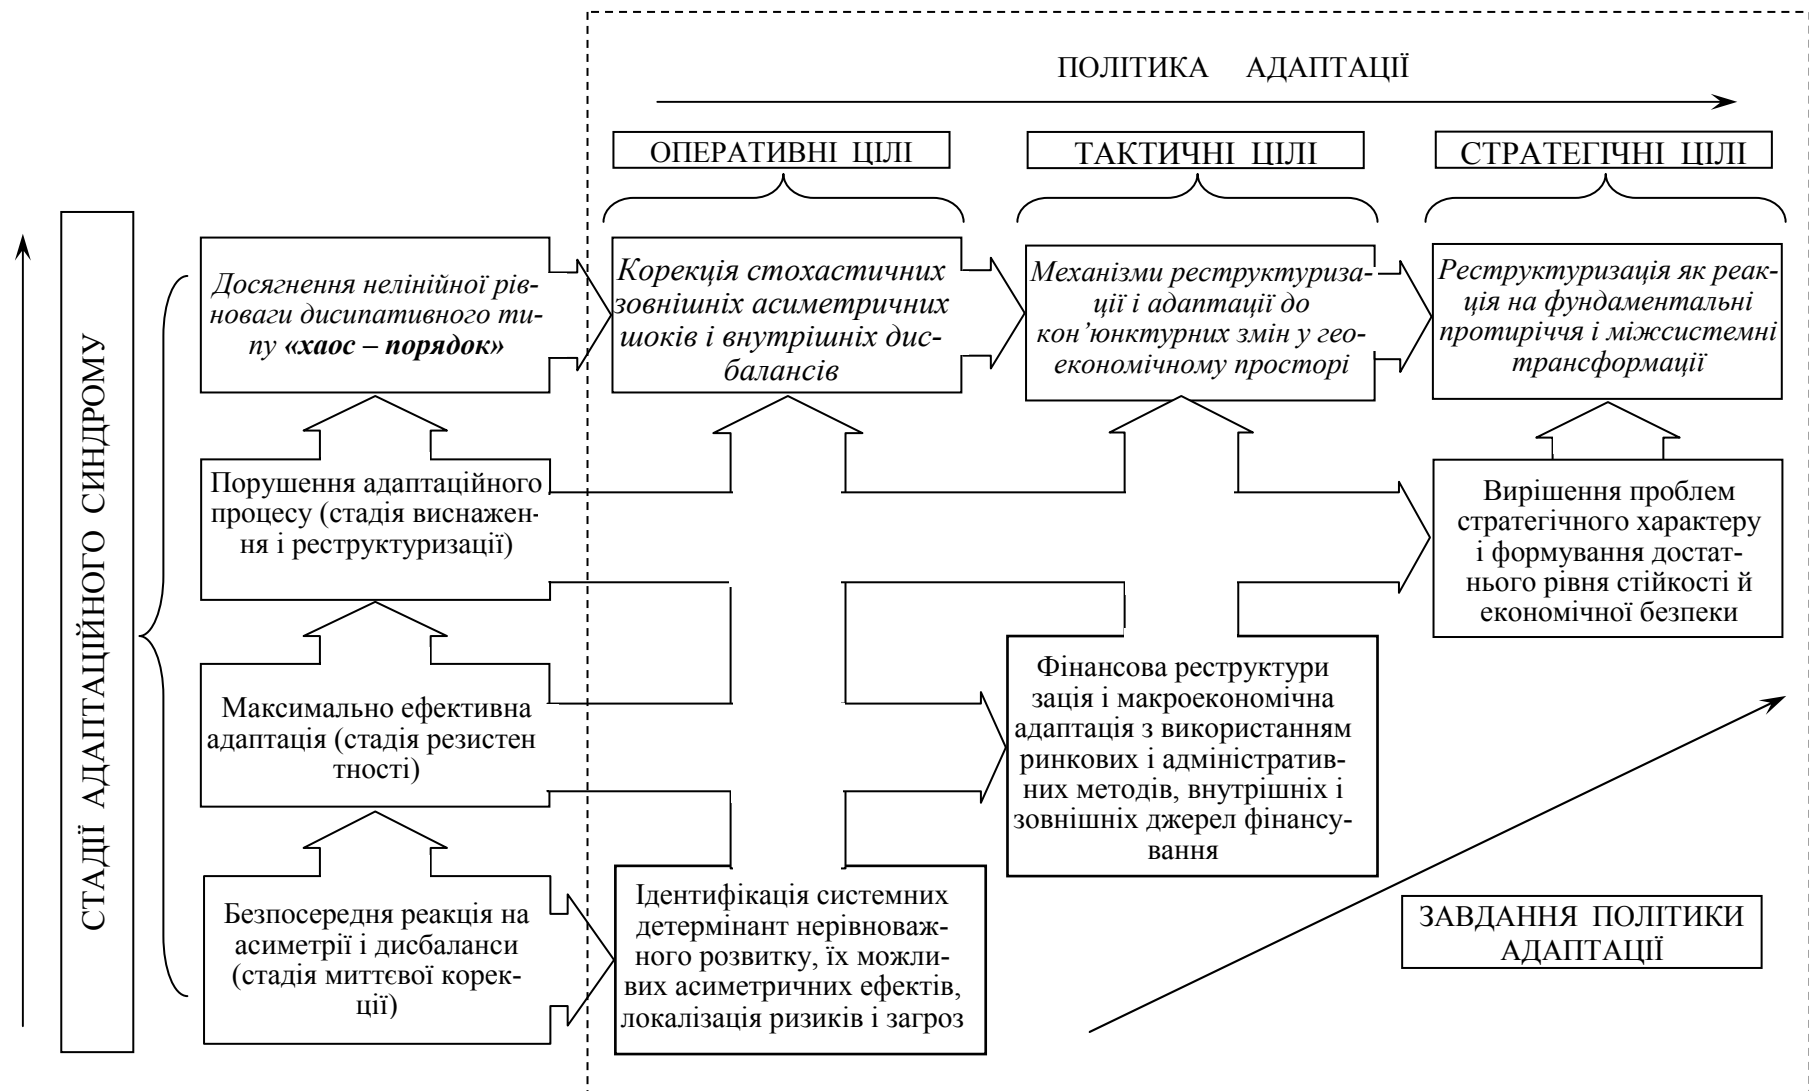 ПОЛІТИКА АДАПТАЦІЇ
ОПЕРАТИВНІ ЦІЛІ
ТАКТИЧНІ ЦІЛІ
СТРАТЕГІЧНІ ЦІЛІ
СТАДІЇ АДАПТАЦІЙНОГО СИНДРОМУ
Досягнення нелінійної рів-
новаги дисипативного ти-
пу «хаос – порядок»
Корекція стохастичних
зовнішніх асиметричних
шоків і внутрішніх дис-
балансів
Механізми реструктуриза-
ції і адаптації до
кон’юнктурних змін у гео-
економічному просторі
Реструктуризація як реак-
ція на фундаментальні
протиріччя і міжсистемні
трансформації
Порушення адаптаційного
процесу (стадія виснажен-
ня і реструктуризації)
Вирішення проблем
стратегічного характеру
і формування достат-
нього рівня стійкості й
економічної безпеки
Максимально ефективна
адаптація (стадія резистен
тності)
Фінансова реструктури
зація і макроекономічна
адаптація з використанням
ринкових і адміністратив-
них методів, внутрішніх і
зовнішніх джерел фінансу-
вання
Безпосередня реакція на
асиметрії і дисбаланси
(стадія миттєвої корек-
ції)
Ідентифікація системних
детермінант нерівноваж-
ного розвитку, їх можли-
вих асиметричних ефектів,
локалізація ризиків і загроз
ЗАВДАННЯ ПОЛІТИКИ
АДАПТАЦІЇ